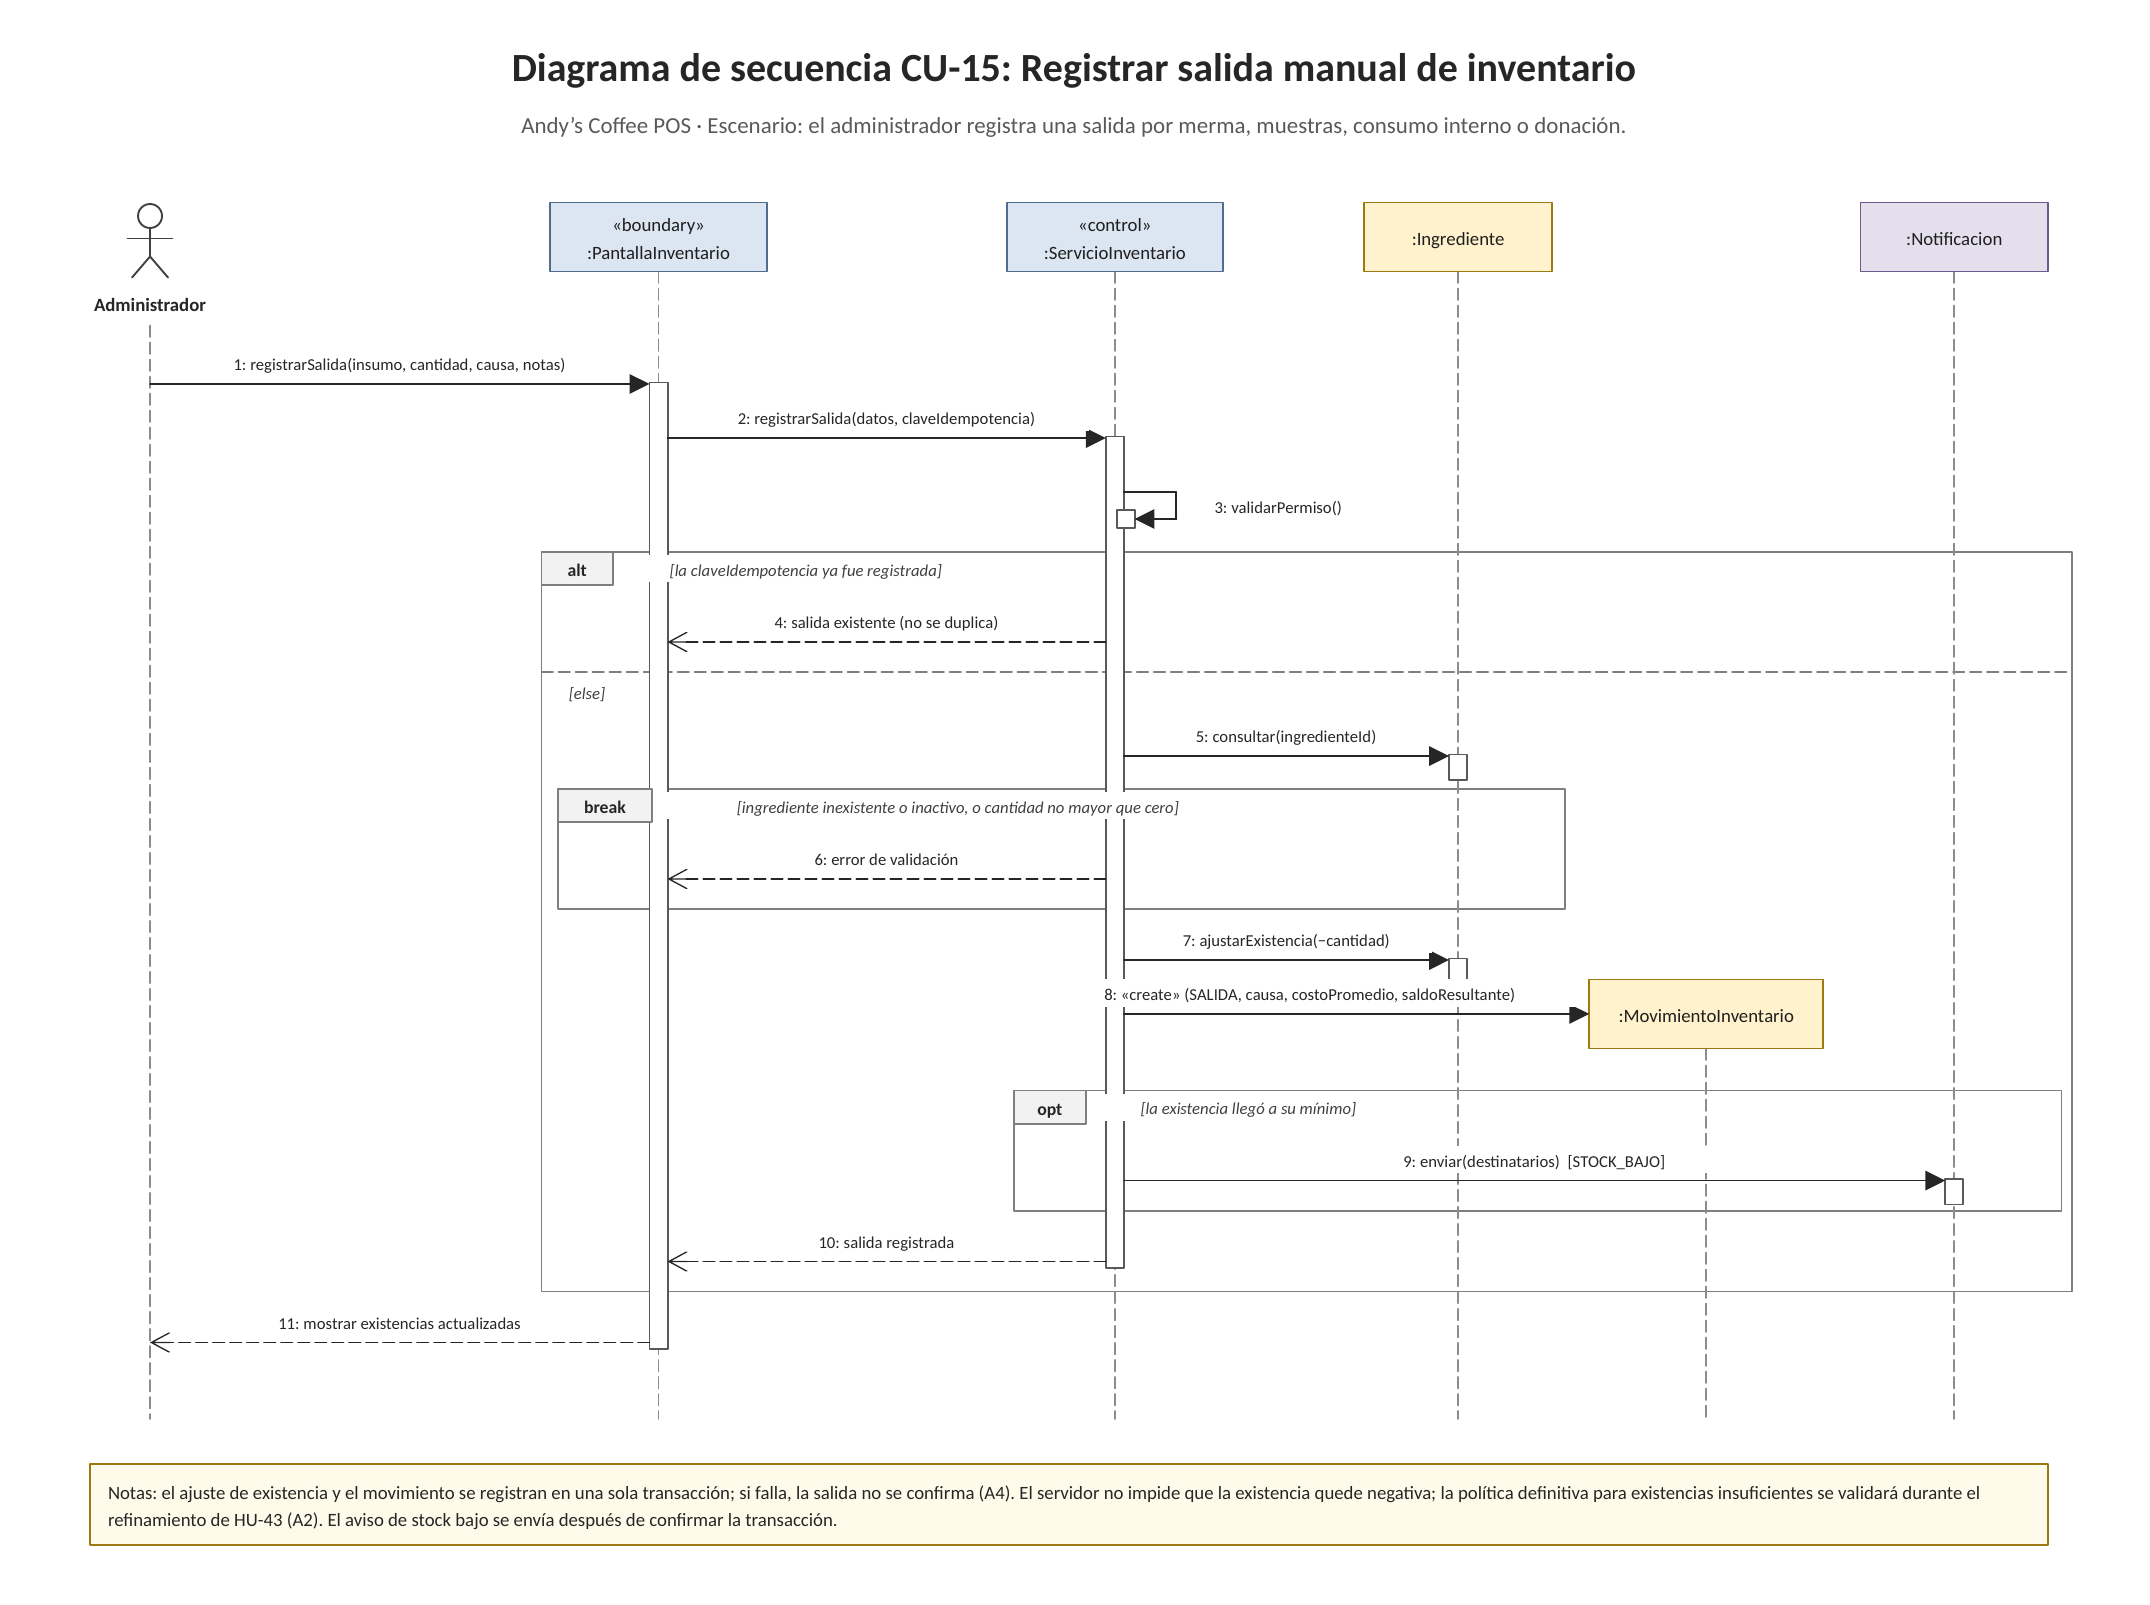 Diagrama de secuencia CU-15: Registrar salida manual de inventario
Andy’s Coffee POS · Escenario: el administrador registra una salida por merma, muestras, consumo interno o donación.
Administrador
«boundary»
:PantallaInventario
«control»
:ServicioInventario
:Ingrediente
:Notificacion
1: registrarSalida(insumo, cantidad, causa, notas)
2: registrarSalida(datos, claveIdempotencia)
3: validarPermiso()
alt
[la claveIdempotencia ya fue registrada]
4: salida existente (no se duplica)
[else]
5: consultar(ingredienteId)
break
[ingrediente inexistente o inactivo, o cantidad no mayor que cero]
6: error de validación
7: ajustarExistencia(−cantidad)
8: «create» (SALIDA, causa, costoPromedio, saldoResultante)
:MovimientoInventario
opt
[la existencia llegó a su mínimo]
9: enviar(destinatarios) [STOCK_BAJO]
10: salida registrada
11: mostrar existencias actualizadas
Notas: el ajuste de existencia y el movimiento se registran en una sola transacción; si falla, la salida no se confirma (A4). El servidor no impide que la existencia quede negativa; la política definitiva para existencias insuficientes se validará durante el
refinamiento de HU-43 (A2). El aviso de stock bajo se envía después de confirmar la transacción.